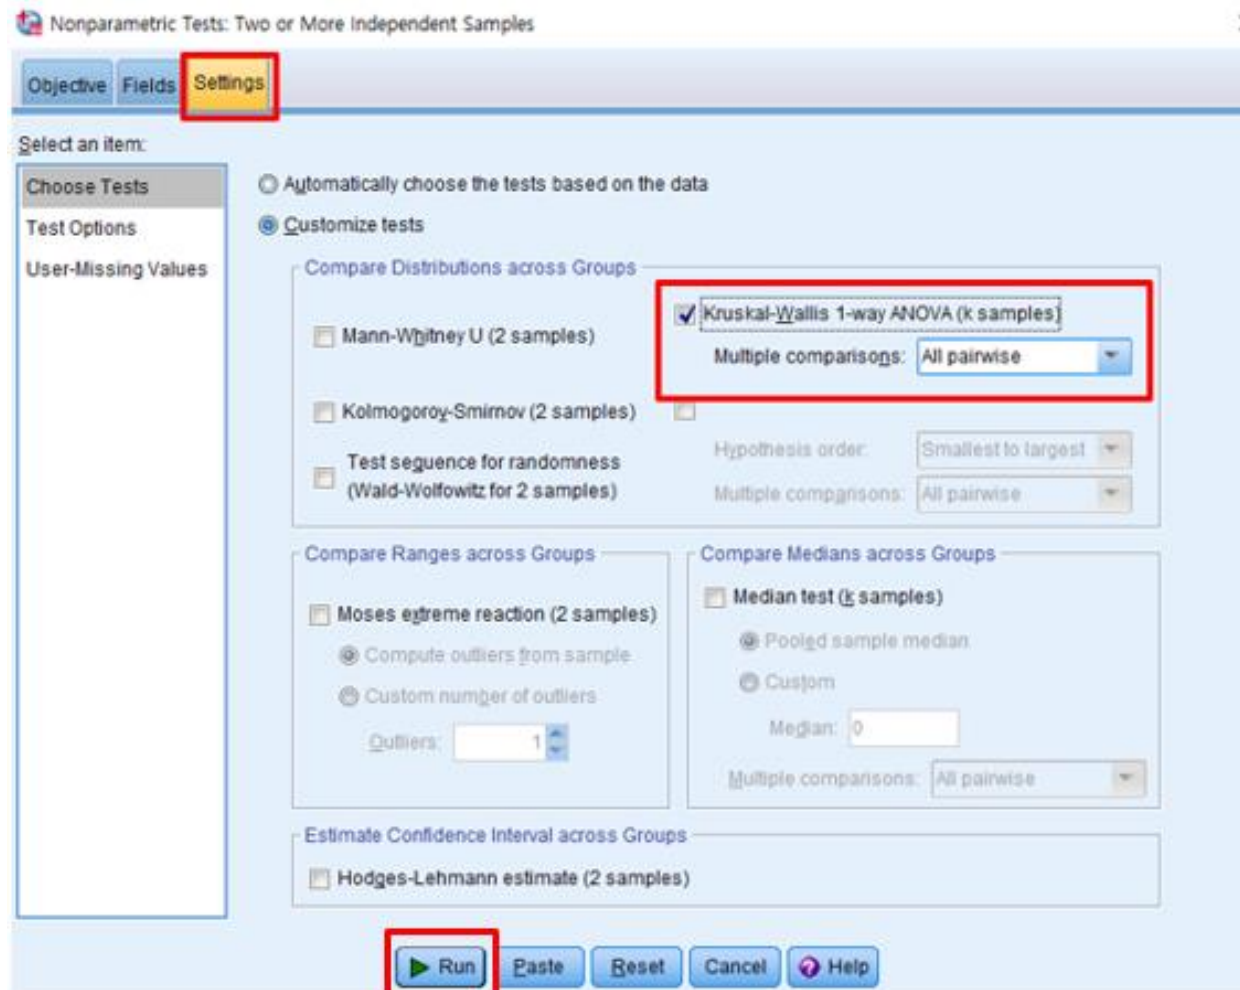 Nonparametric Tests: Two or More Independent Samples
Objective Fields Settings
Select an item:
Choose Tests
Test Options
User-Missing Values
Automatically choose the tests based on the data
Customize tests
Compare Distributions across Groups
Mann-Whitney U (2 samples)
Kruskal-Wallis 1-way ANOVA (k samples)
Multiple comparisons: All pairwise
Kolmogorov-Smirnov (2 samples)
Test sequence for randomness
(Wald-Wolfowitz for 2 samples)
Hypothesis order: Smallest to largest
Multiple comparisons: All pairwise
Compare Ranges across Groups
Moses extreme reaction (2 samples)
Compute outliers from sample
Custom number of outliers
Outliers: 1
Compare Medians across Groups
Median test (k samples)
Pooled sample median
Custom
Median: 0
Multiple comparisons: All pairwise
Estimate Confidence Interval across Groups
Hodges-Lehmann estimate (2 samples)
Run Paste Reset Cancel Help